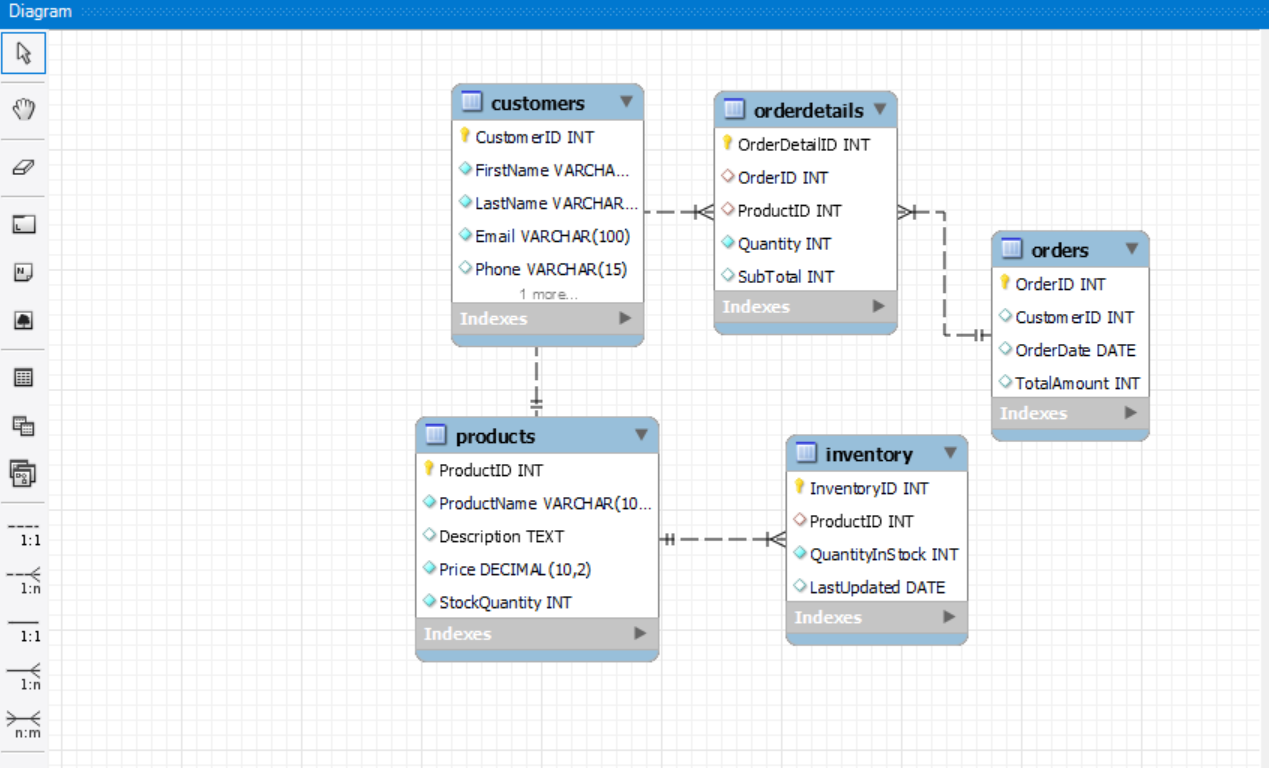 Diagram
customers
CustomerID INT
FirstName VARCHA...
LastName VARCHAR...
Email VARCHAR(100)
Phone VARCHAR(15)
1 more...
Indexes
orderdetails
OrderDetailID INT
OrderID INT
ProductID INT
Quantity INT
SubTotal INT
Indexes
orders
OrderID INT
CustomerID INT
OrderDate DATE
TotalAmount INT
Indexes
products
ProductID INT
ProductName VARCHAR(10...
Description TEXT
Price DECIMAL(10,2)
StockQuantity INT
Indexes
inventory
InventoryID INT
ProductID INT
QuantityInStock INT
LastUpdated DATE
Indexes
1:1
1:n
1:1
1:n
n:m